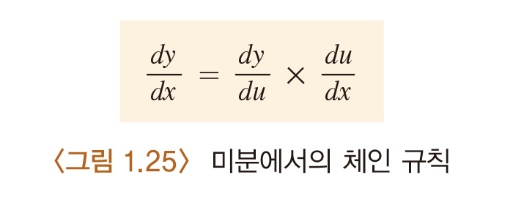 dy/dx = dy/du × du/dx
〈그림 1.25〉 미분에서의 체인 규칙